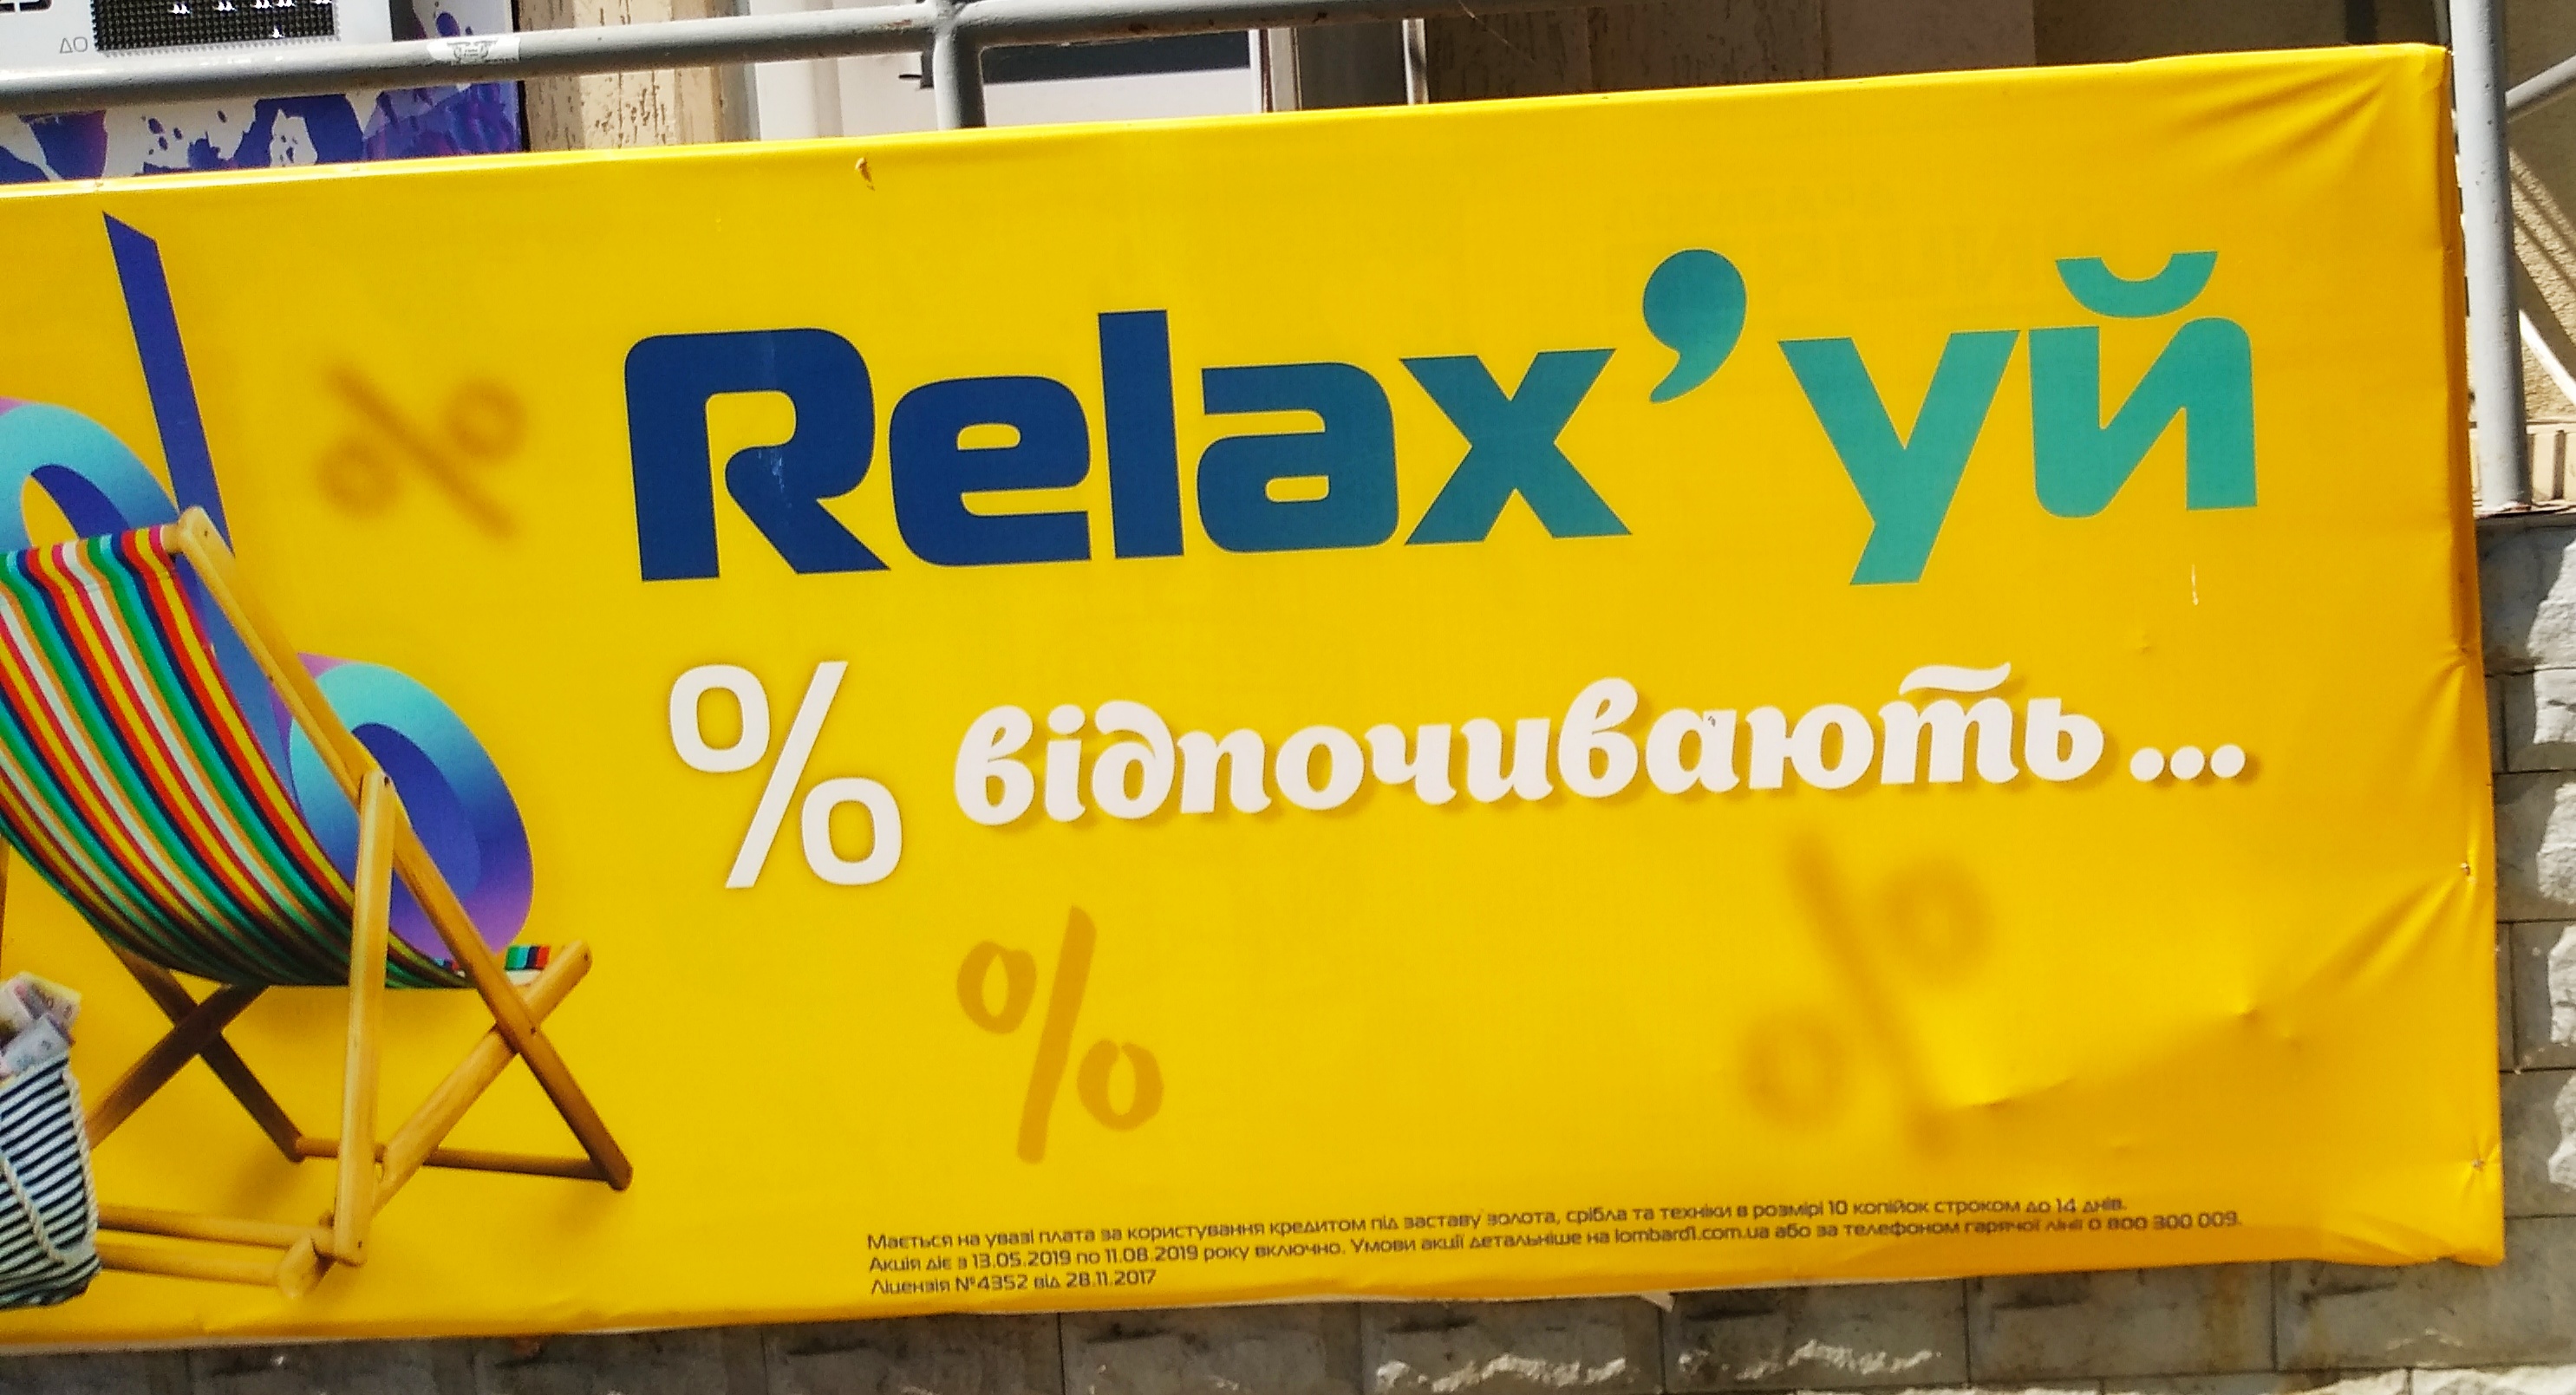 ДО
Relax'уй
% відпочивають...
Мається на увазі плата за користування кредитом під заставу золота, срібла та техніки в розмірі 10 копійок строком до 14 днів.
Акція діє з 13.05.2019 по 11.08.2019 року включно. Умови акції детальніше на lombard1.com.ua або за телефоном гарячої лінії 0 800 300 009.
Ліцензія №4352 від 28.11.2017